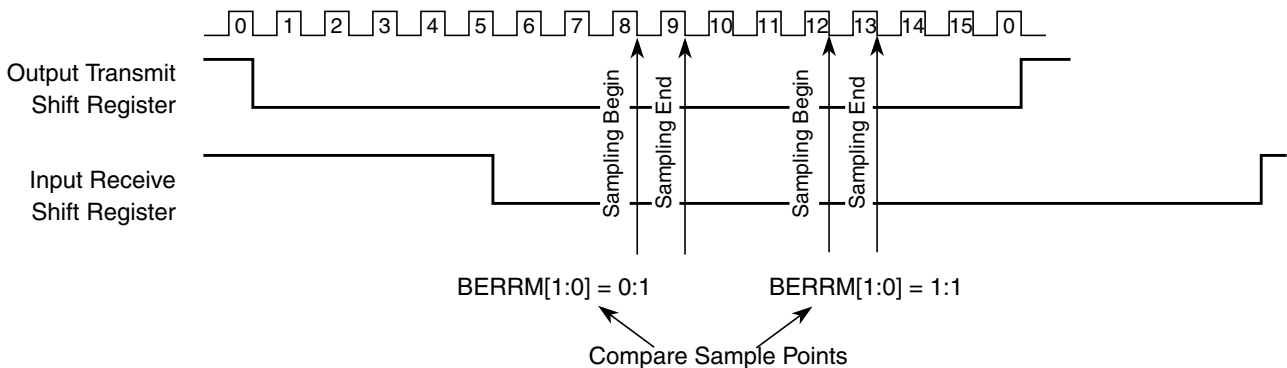 0 1 2 3 4 5 6 7 8 9 10 11 12 13 14 15 0
Output Transmit
Shift Register
Input Receive
Shift Register
Sampling Begin
Sampling End
Sampling Begin
Sampling End
BERRM[1:0] = 0:1
BERRM[1:0] = 1:1
Compare Sample Points